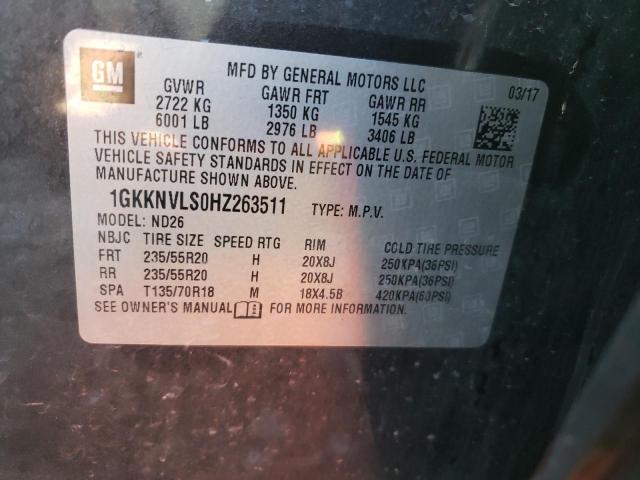 GM
MFD BY GENERAL MOTORS LLC
03/17
GVWR GAWR FRT GAWR RR
2722 KG 1350 KG 1545 KG
6001 LB 2976 LB 3406 LB
THIS VEHICLE CONFORMS TO ALL APPLICABLE U.S. FEDERAL MOTOR
VEHICLE SAFETY STANDARDS IN EFFECT ON THE DATE OF
MANUFACTURE SHOWN ABOVE.
1GKKNVLS0HZ263511 TYPE: M.P.V.
MODEL: ND26
NBJC TIRE SIZE SPEED RTG RIM COLD TIRE PRESSURE
FRT 235/55R20 H 20X8J 250KPA(36PSI)
RR 235/55R20 H 20X8J 250KPA(36PSI)
SPA T135/70R18 M 18X4.5B 420KPA(60PSI)
SEE OWNER'S MANUAL FOR MORE INFORMATION.